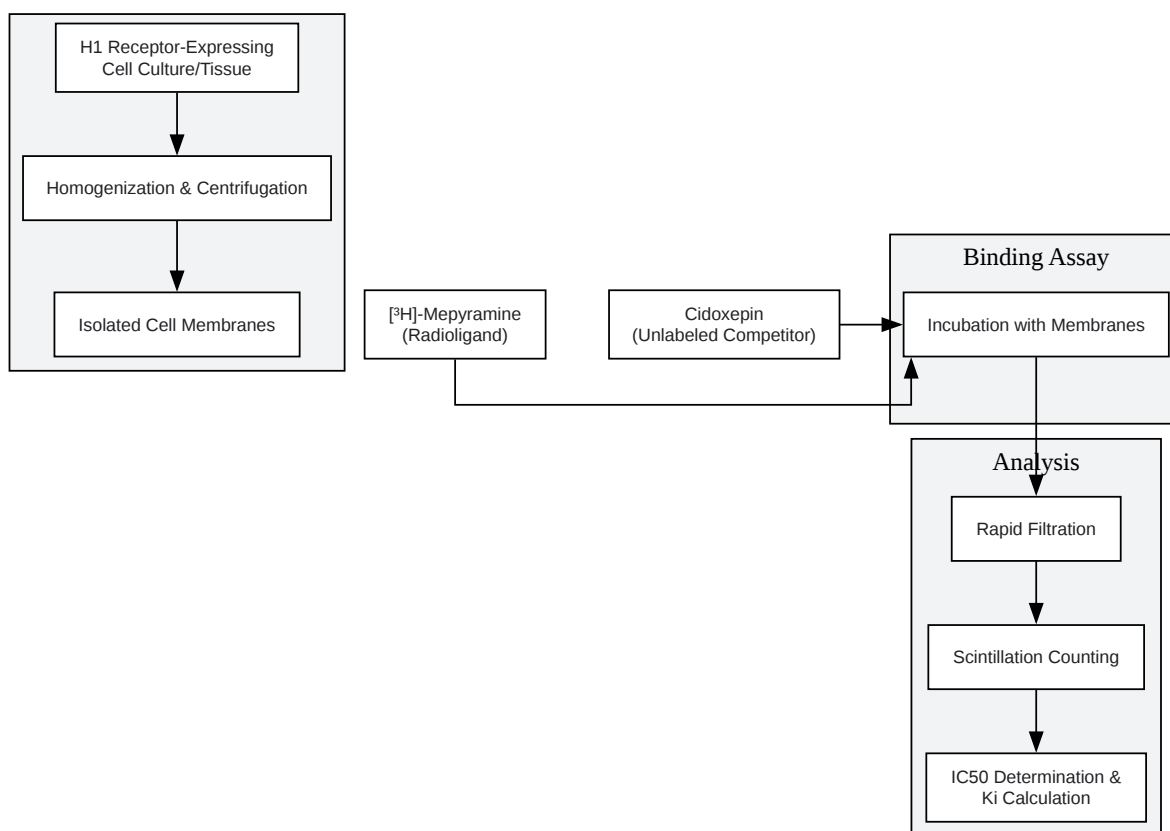 H1 Receptor-Expressing
Cell Culture/Tissue
Homogenization & Centrifugation
Isolated Cell Membranes
[³H]-Mepyramine
(Radioligand)
Cidoxepin
(Unlabeled Competitor)
Binding Assay
Incubation with Membranes
Analysis
Rapid Filtration
Scintillation Counting
IC50 Determination &
Ki Calculation